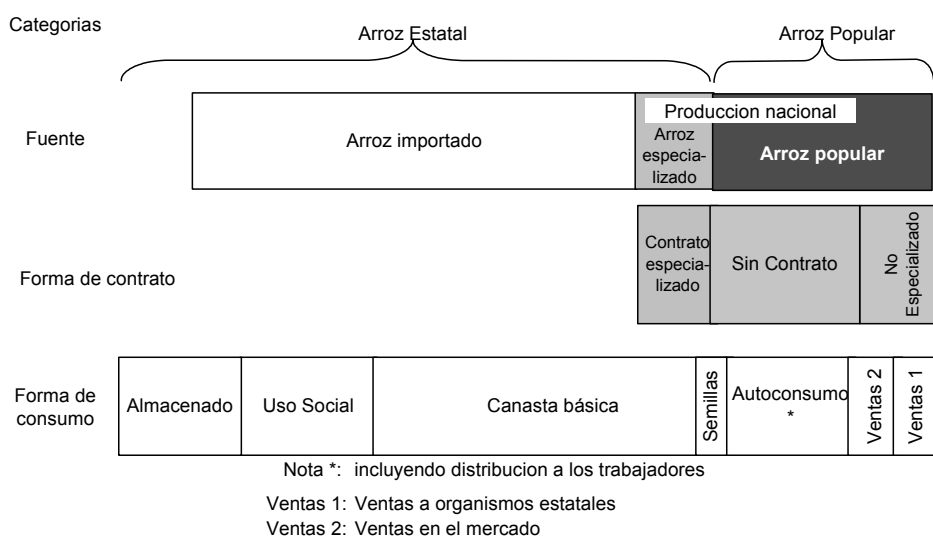 Categorias
Arroz Estatal
Arroz Popular
Fuente
Arroz importado
Produccion nacional
Arroz
especia-
lizado
Arroz popular
Forma de contrato
Contrato
especia-
lizado
Sin Contrato
No
Especializado
Forma de
consumo
Almacenado
Uso Social
Canasta básica
Semillas
Autoconsumo
*
Ventas 2
Ventas 1
Nota *: incluyendo distribucion a los trabajadores
Ventas 1: Ventas a organismos estatales
Ventas 2: Ventas en el mercado